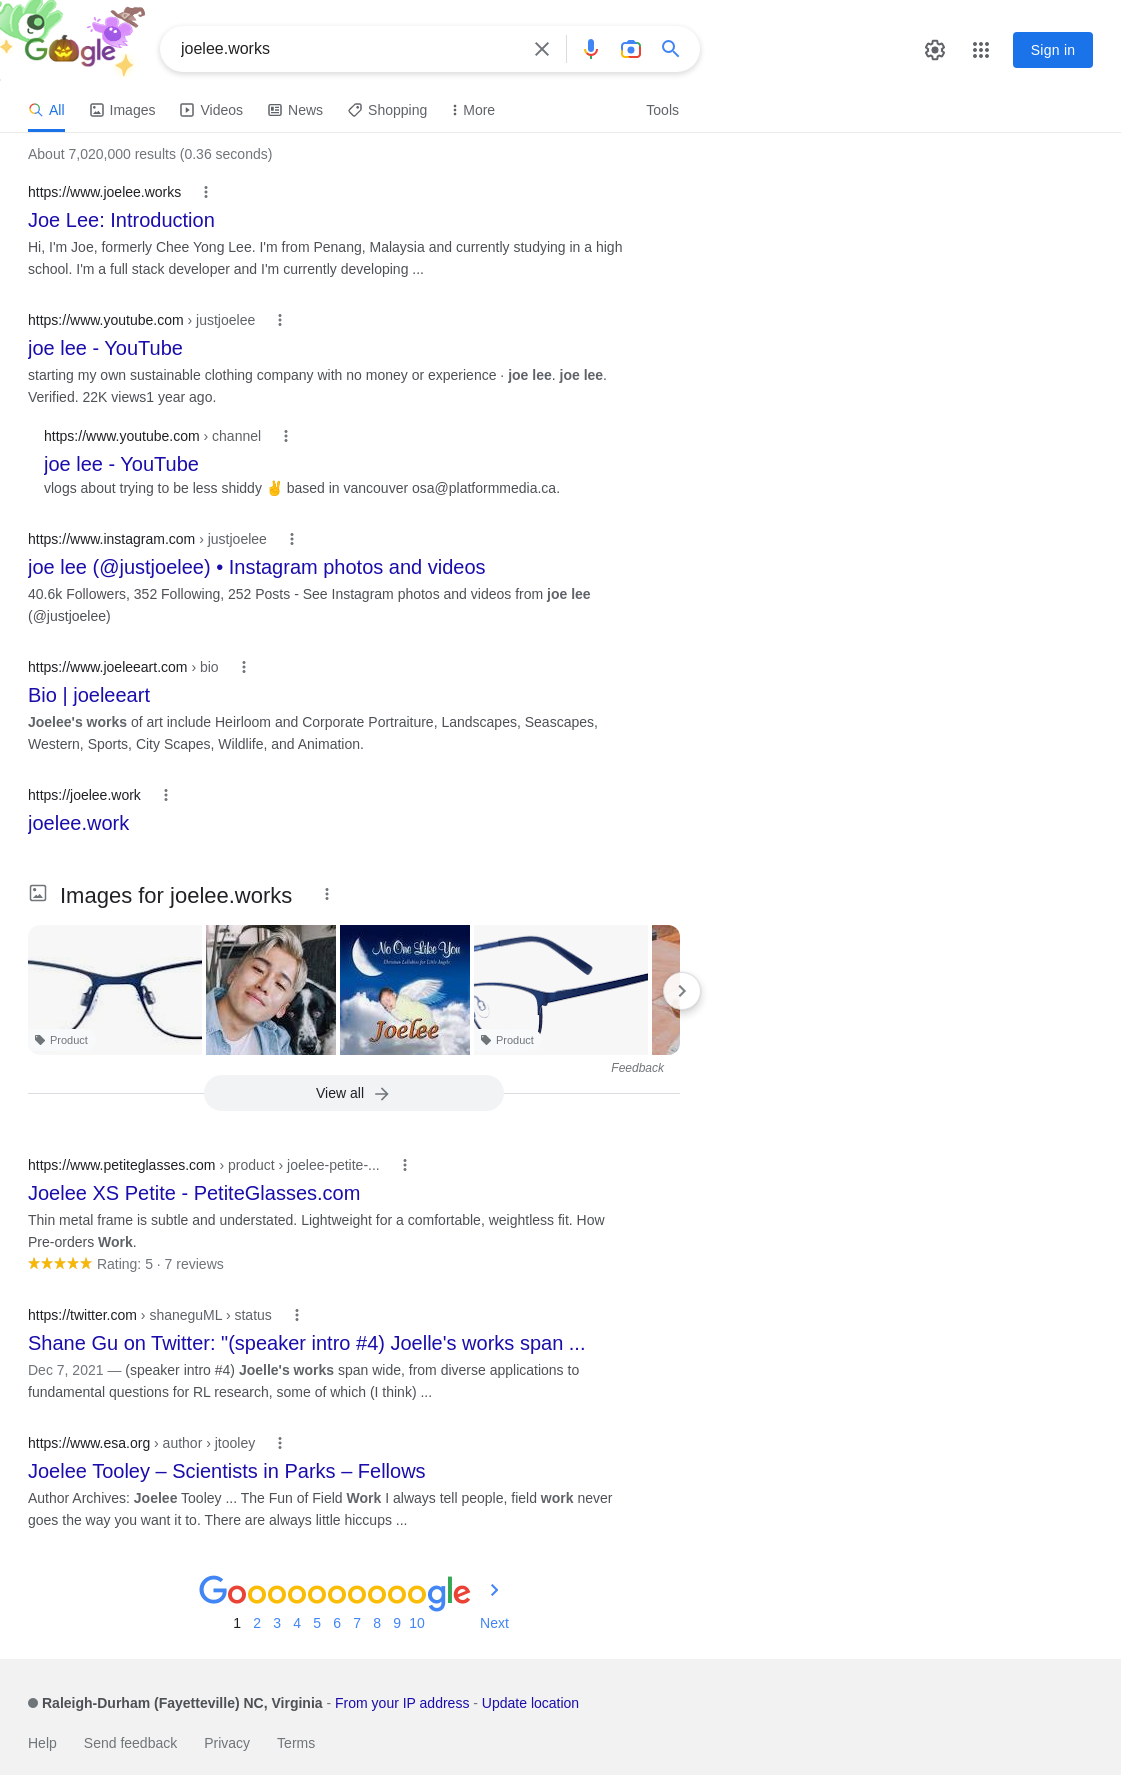 Google
joelee.works
Sign in
All
Images
Videos
News
Shopping
More
Tools
About 7,020,000 results (0.36 seconds)
https://www.joelee.works
Joe Lee: Introduction
Hi, I'm Joe, formerly Chee Yong Lee. I'm from Penang, Malaysia and currently studying in a high
school. I'm a full stack developer and I'm currently developing ...
https://www.youtube.com › justjoelee
joe lee - YouTube
starting my own sustainable clothing company with no money or experience · joe lee. joe lee.
Verified. 22K views1 year ago.
https://www.youtube.com › channel
joe lee - YouTube
vlogs about trying to be less shiddy ✌ based in vancouver osa@platformmedia.ca.
https://www.instagram.com › justjoelee
joe lee (@justjoelee) • Instagram photos and videos
40.6k Followers, 352 Following, 252 Posts - See Instagram photos and videos from joe lee
(@justjoelee)
https://www.joeleeart.com › bio
Bio | joeleeart
Joelee's works of art include Heirloom and Corporate Portraiture, Landscapes, Seascapes,
Western, Sports, City Scapes, Wildlife, and Animation.
https://joelee.work
joelee.work
Images for joelee.works
No One Like You
Christian Lullabies for Little Angels
Joelee
Product
Product
Feedback
View all
https://www.petiteglasses.com › product › joelee-petite-...
Joelee XS Petite - PetiteGlasses.com
Thin metal frame is subtle and understated. Lightweight for a comfortable, weightless fit. How
Pre-orders Work.
Rating: 5 · 7 reviews
https://twitter.com › shaneguML › status
Shane Gu on Twitter: "(speaker intro #4) Joelle's works span ...
Dec 7, 2021 — (speaker intro #4) Joelle's works span wide, from diverse applications to
fundamental questions for RL research, some of which (I think) ...
https://www.esa.org › author › jtooley
Joelee Tooley – Scientists in Parks – Fellows
Author Archives: Joelee Tooley ... The Fun of Field Work I always tell people, field work never
goes the way you want it to. There are always little hiccups ...
Goooooooooogle
1 2 3 4 5 6 7 8 9 10 Next
Raleigh-Durham (Fayetteville) NC, Virginia - From your IP address - Update location
Help Send feedback Privacy Terms